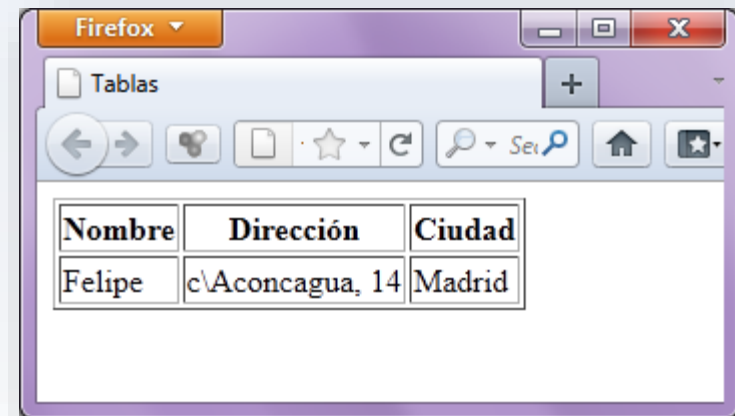 Firefox
Tablas
Nombre Dirección Ciudad
Felipe c\Aconcagua, 14 Madrid